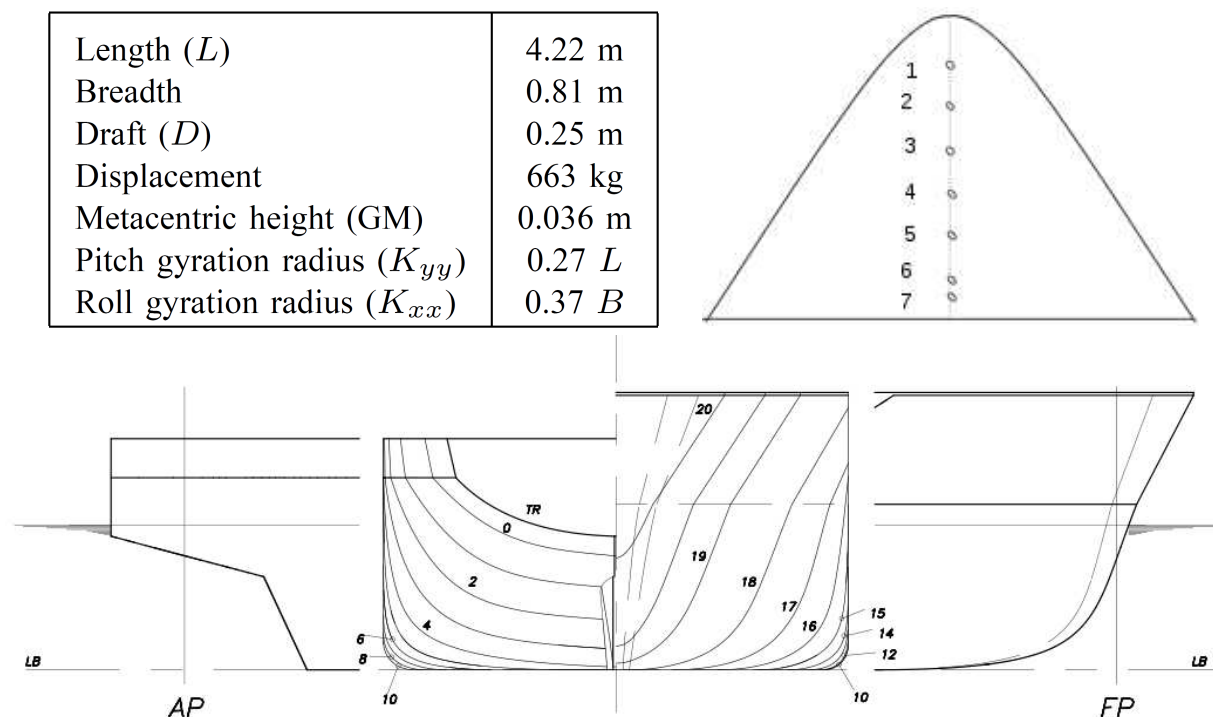 Length (L) 4.22 m
Breadth 0.81 m
Draft (D) 0.25 m
Displacement 663 kg
Metacentric height (GM) 0.036 m
Pitch gyration radius (Kyy) 0.27 L
Roll gyration radius (Kxx) 0.37 B
1
2
3
4
5
6
7
20
TR
0
19
2
18
17
15
4
16
14
6
12
8
10
10
LB
LB
AP
FP